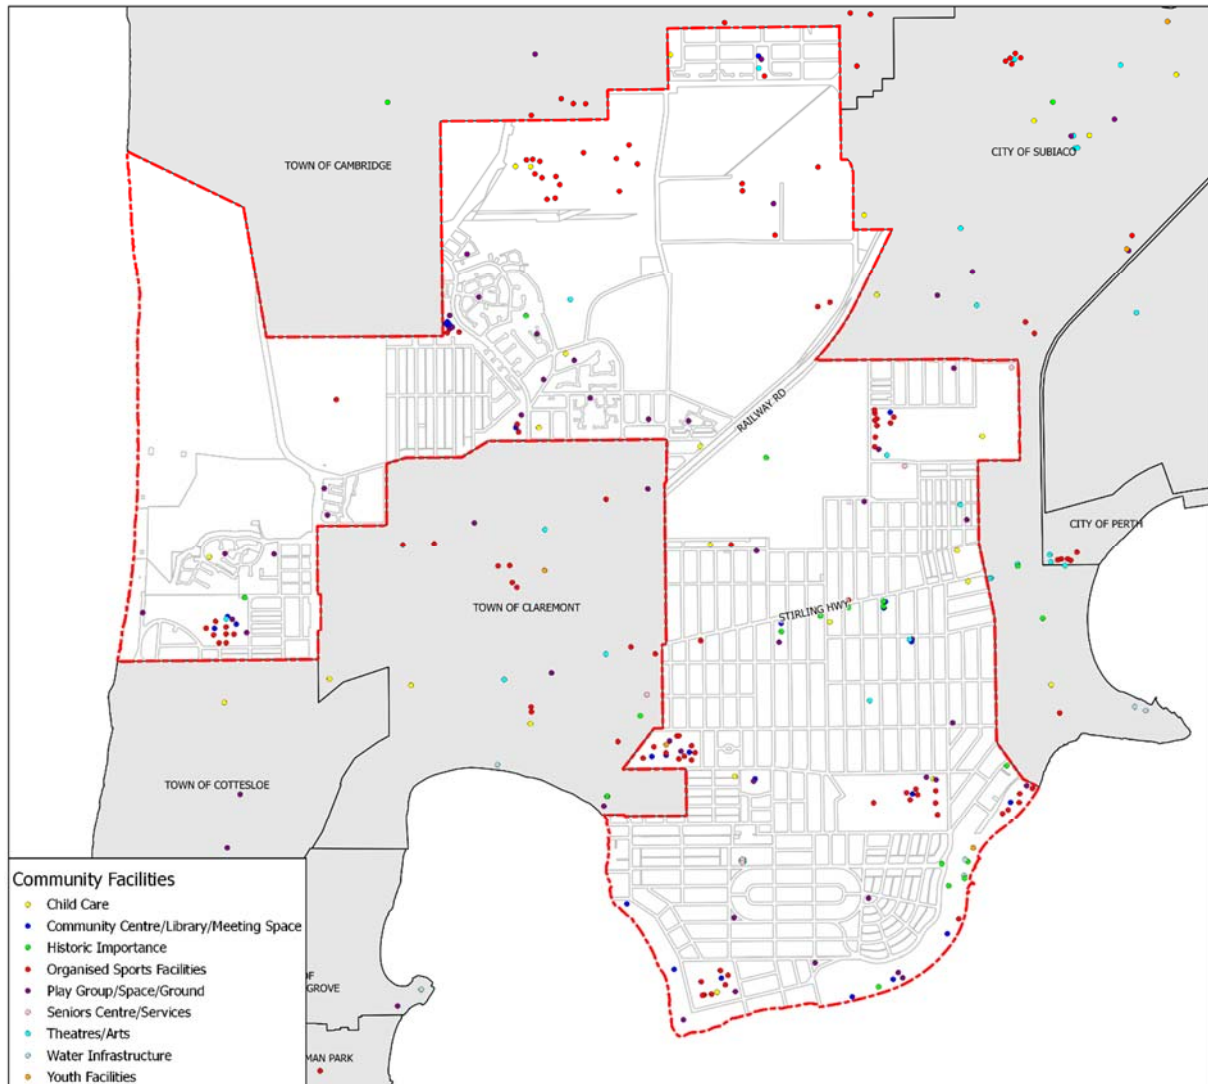 TOWN OF CAMBRIDGE
CITY OF SUBIACO
RAILWAY RD
CITY OF PERTH
TOWN OF CLAREMONT
STIRLING HWY
TOWN OF COTTESLOE
Community Facilities
Child Care
Community Centre/Library/Meeting Space
Historic Importance
Organised Sports Facilities
Play Group/Space/Ground
Seniors Centre/Services
Theatres/Arts
Water Infrastructure
Youth Facilities
OF
GROVE
MAN PARK